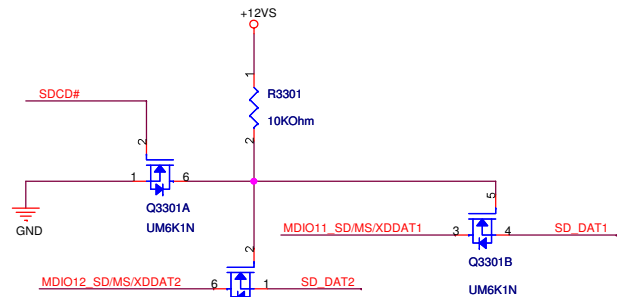 +12VS
SDCD#
1
R3301
10KOhm
2
2
1
6
5
Q3301A
UM6K1N
GND
MDIO11_SD/MS/XDDAT1
3
4
SD_DAT1
2
Q3301B
MDIO12_SD/MS/XDDAT2
6
1
SD_DAT2
UM6K1N